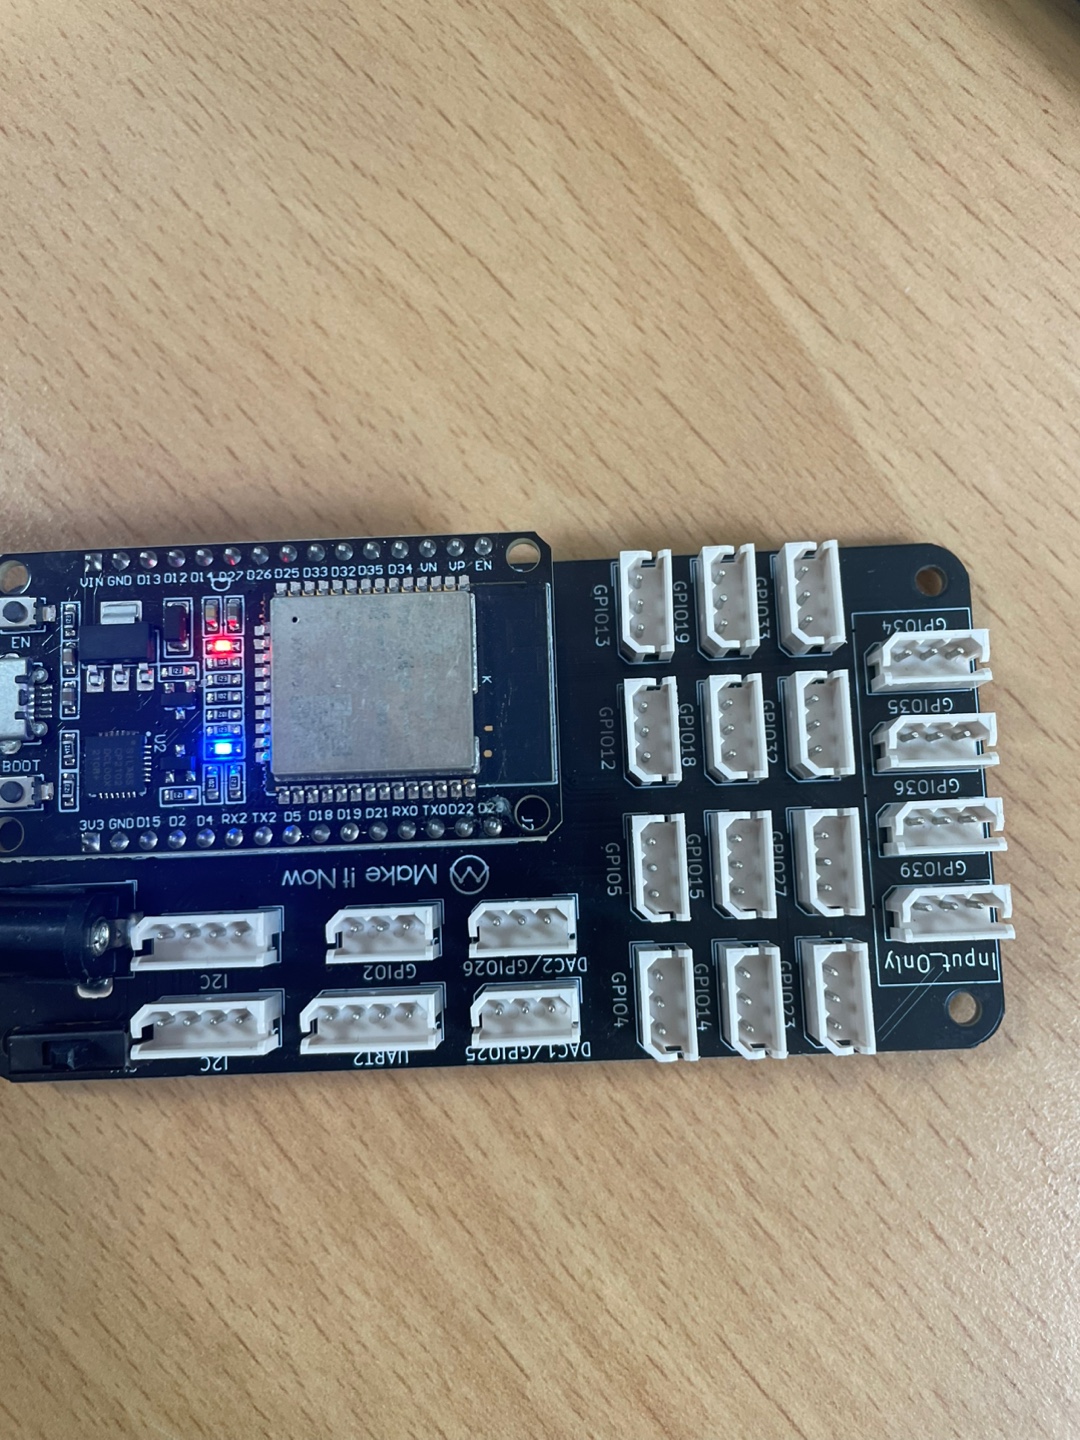 VIN GND D13 D12 D14 D27 D26 D25 D33 D32 D35 D34 VN VP EN
EN
K
U2
BOOT
3V3 GND D15 D2 D4 RX2 TX2 D5 D18 D19 D21 RX0 TX0 D22 D23
Make it Now
I2C
GPIO2
DAC2/GPIO26
I2C
UART2
DAC1/GPIO25
GPIO13
GPIO19
GPIO33
GPIO12
GPIO18
GPIO32
GPIO5
GPIO15
GPIO27
GPIO4
GPIO14
GPIO23
GPIO34
GPIO35
GPIO36
GPIO39
Input_Only